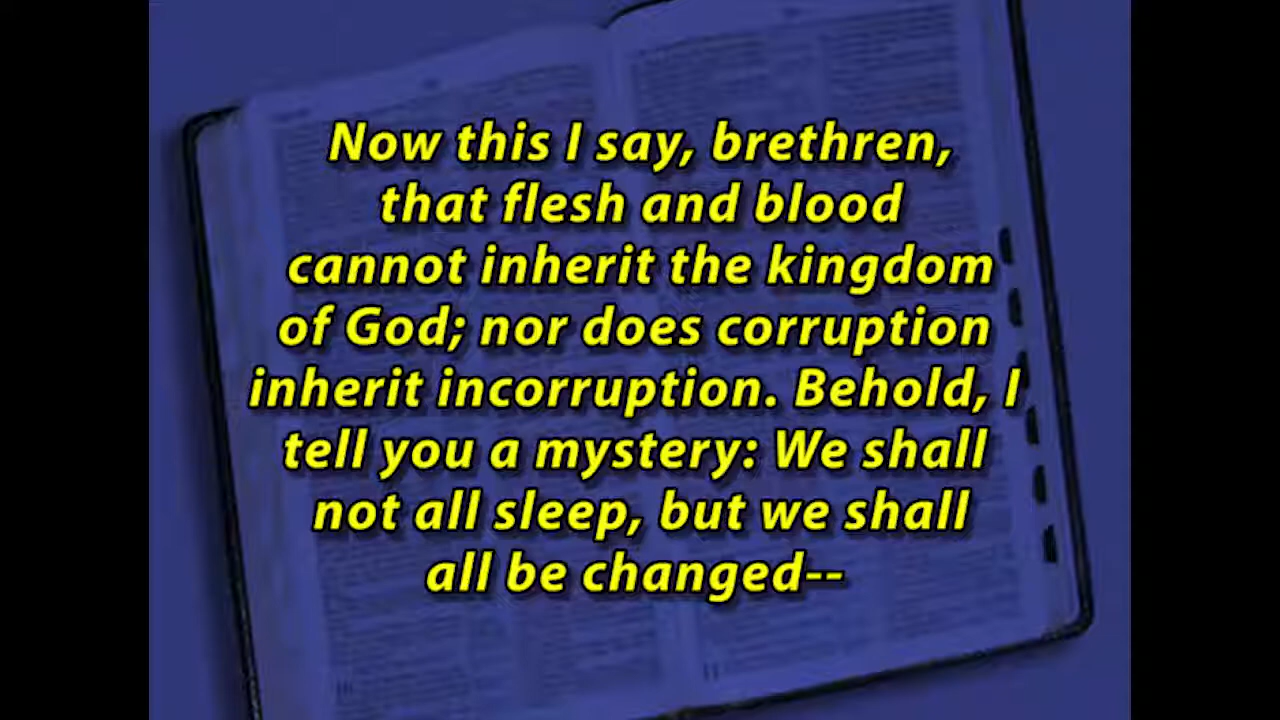 Now this I say, brethren,
that flesh and blood
cannot inherit the kingdom
of God; nor does corruption
inherit incorruption. Behold, I
tell you a mystery: We shall
not all sleep, but we shall
all be changed--